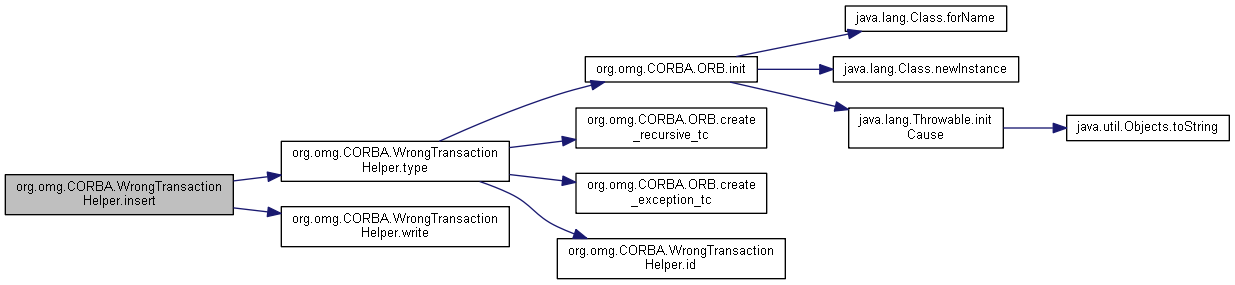 java.lang.Class.forName
org.omg.CORBA.ORB.init
java.lang.Class.newInstance
org.omg.CORBA.ORB.create
_recursive_tc
java.lang.Throwable.init
Cause
java.util.Objects.toString
org.omg.CORBA.WrongTransaction
Helper.type
org.omg.CORBA.WrongTransaction
Helper.insert
org.omg.CORBA.ORB.create
_exception_tc
org.omg.CORBA.WrongTransaction
Helper.write
org.omg.CORBA.WrongTransaction
Helper.id